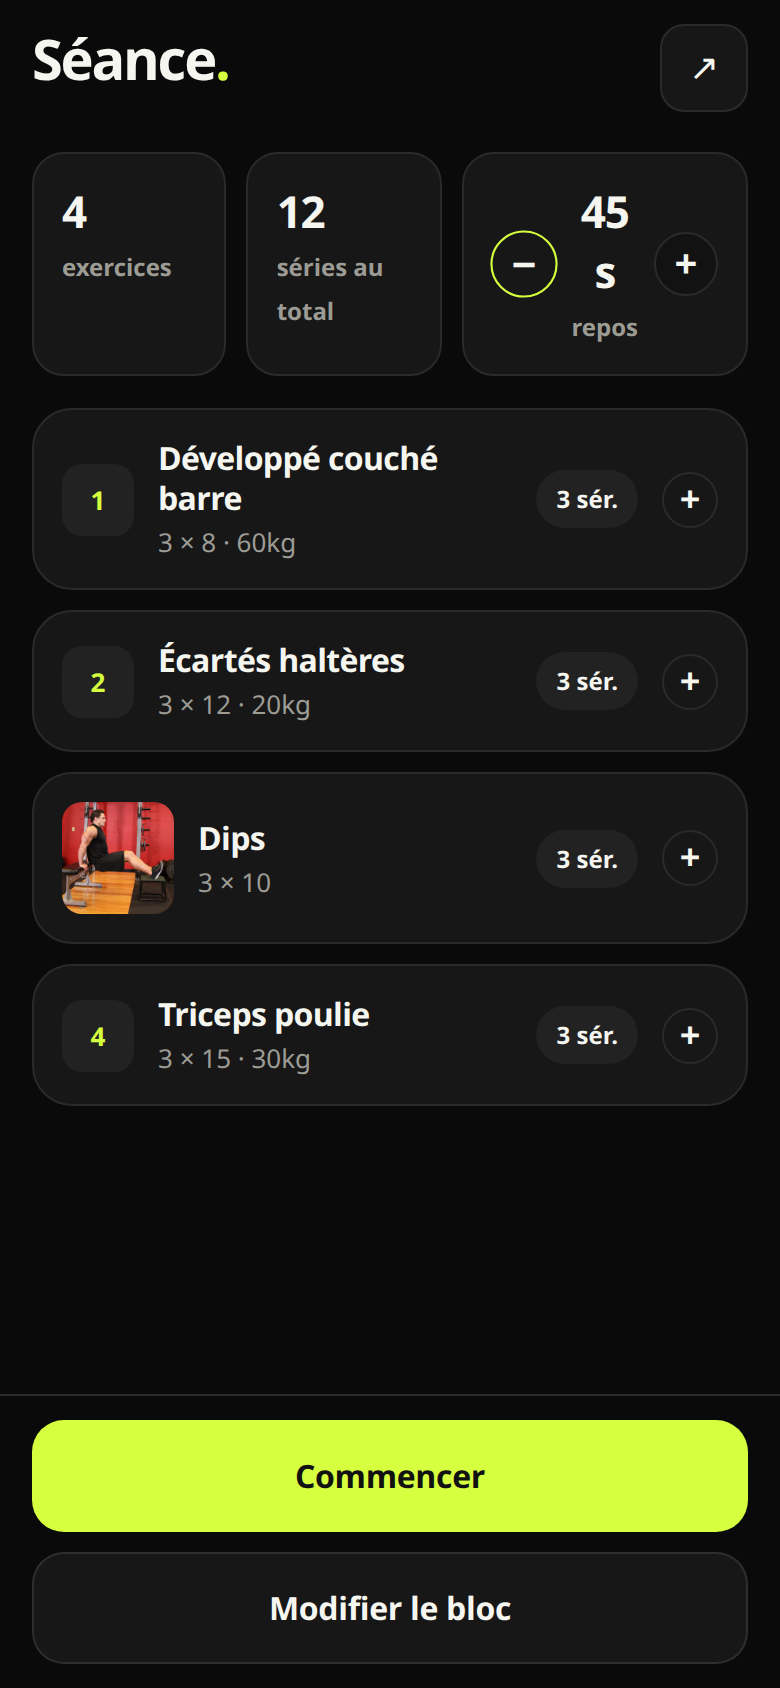 Séance.
↗
4
exercices
12
séries au
total
−
45
s
repos
+
1
Développé couché
barre
3 × 8 · 60kg
3 sér.
+
2
Écartés haltères
3 × 12 · 20kg
3 sér.
+
Dips
3 × 10
3 sér.
+
4
Triceps poulie
3 × 15 · 30kg
3 sér.
+
Commencer
Modifier le bloc